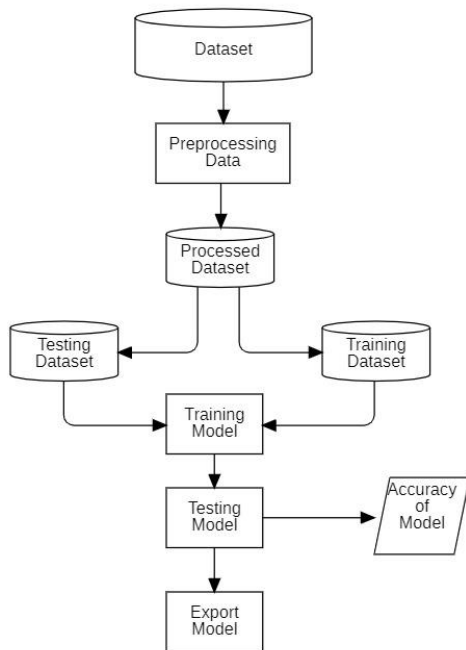 Dataset
Preprocessing
Data
Processed
Dataset
Testing
Dataset
Training
Dataset
Training
Model
Testing
Model
Accuracy
of
Model
Export
Model